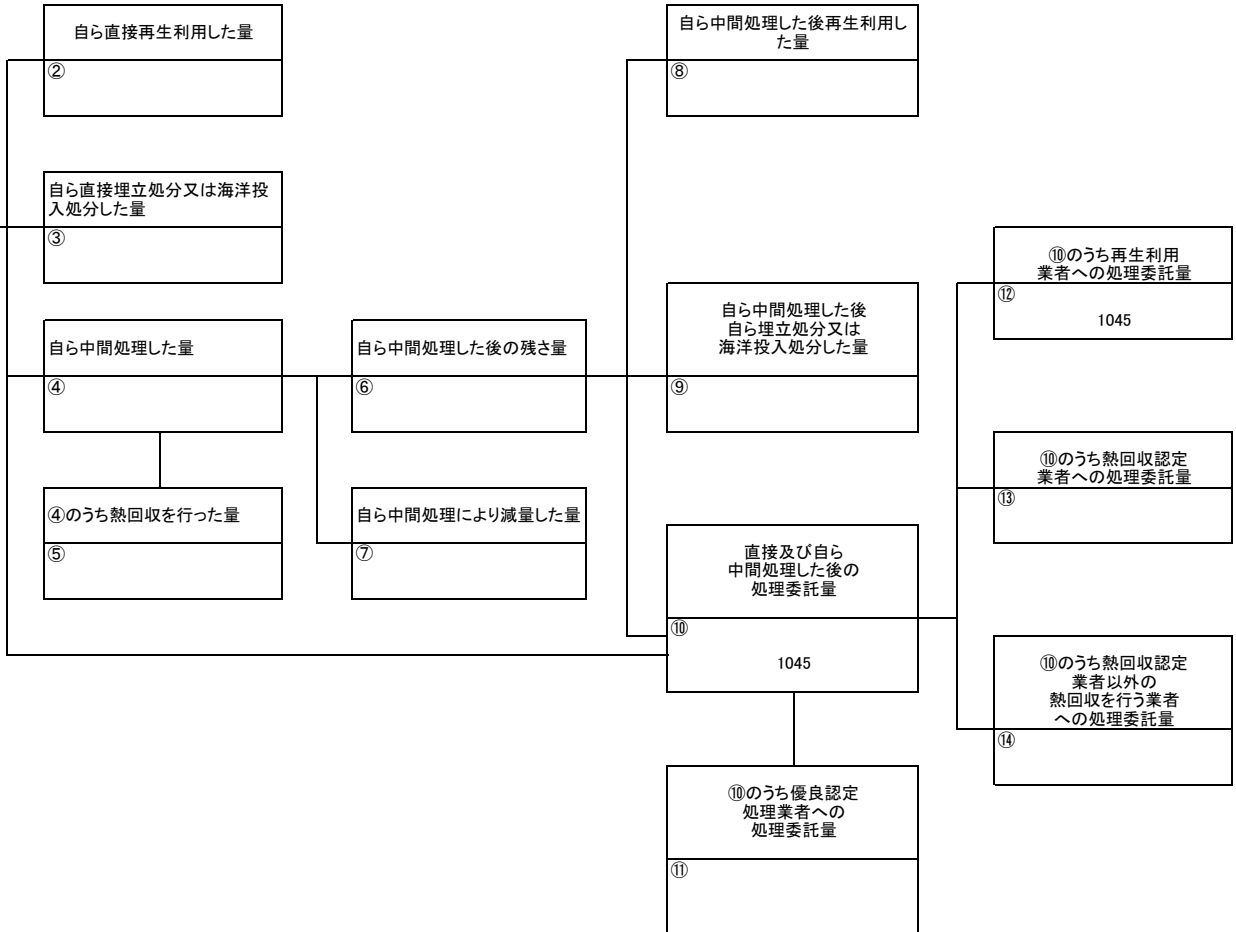 自ら直接再生利用した量
②
自ら直接埋立処分又は海洋投
入処分した量
③
自ら中間処理した量
④
④のうち熱回収を行った量
⑤
自ら中間処理した後の残さ量
⑥
自ら中間処理により減量した量
⑦
自ら中間処理した後再生利用し
た量
⑧
自ら中間処理した後
自ら埋立処分又は
海洋投入処分した量
⑨
直接及び自ら
中間処理した後の
処理委託量
⑩
1045
⑩のうち優良認定
処理業者への
処理委託量
⑪
⑩のうち再生利用
業者への処理委託量
⑫
1045
⑩のうち熱回収認定
業者への処理委託量
⑬
⑩のうち熱回収認定
業者以外の
熱回収を行う業者
への処理委託量
⑭